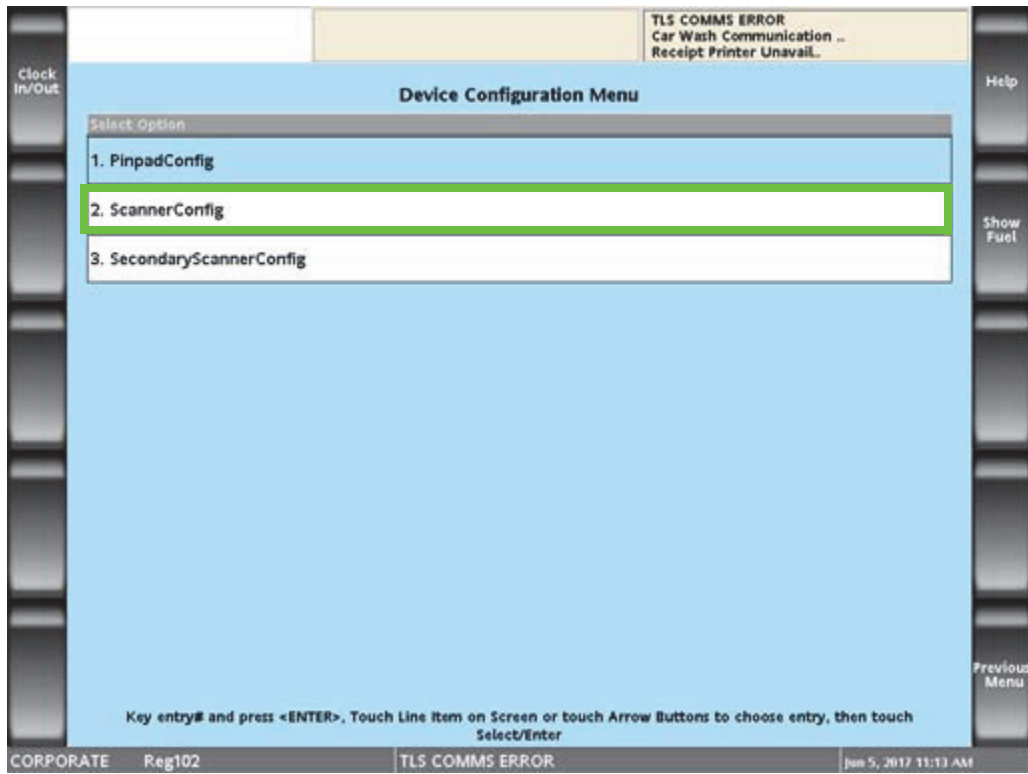 TLS COMMS ERROR
Car Wash Communication ..
Receipt Printer Unavail..
Clock
In/Out
Help
Device Configuration Menu
Select Option
1. PinpadConfig
2. ScannerConfig
3. SecondaryScannerConfig
Show
Fuel
Previous
Menu
Key entry# and press <ENTER>, Touch Line Item on Screen or touch Arrow Buttons to choose entry, then touch
Select/Enter
CORPORATE Reg102 TLS COMMS ERROR Jun 5, 2017 11:13 AM